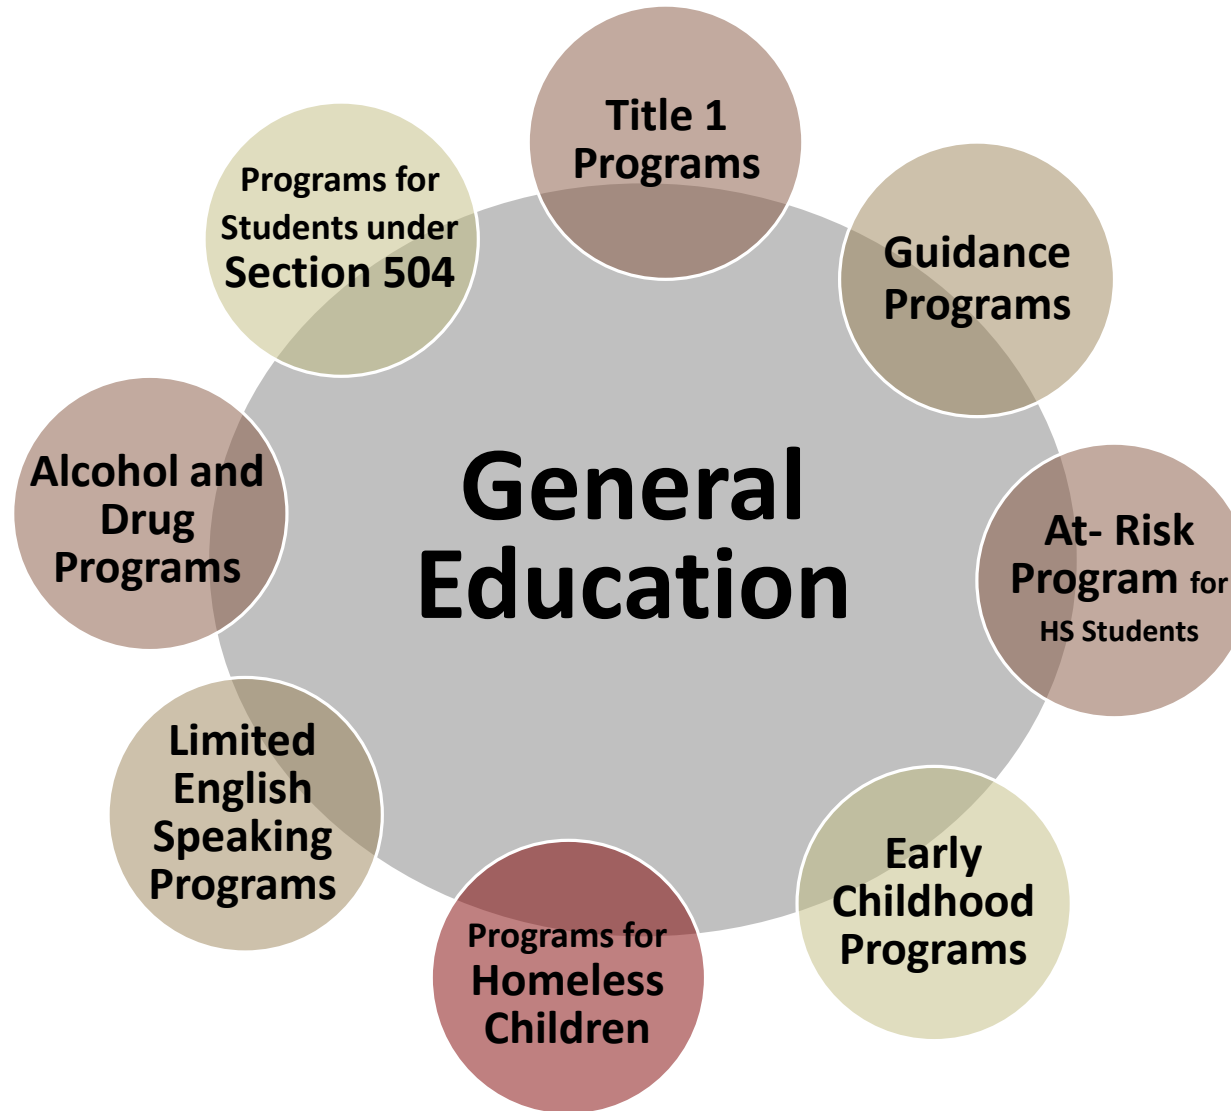 Title 1
Programs
Guidance
Programs
At- Risk
Program for
HS Students
Early
Childhood
Programs
Programs for
Homeless
Children
Limited
English
Speaking
Programs
Alcohol and
Drug
Programs
Programs for
Students under
Section 504
General
Education